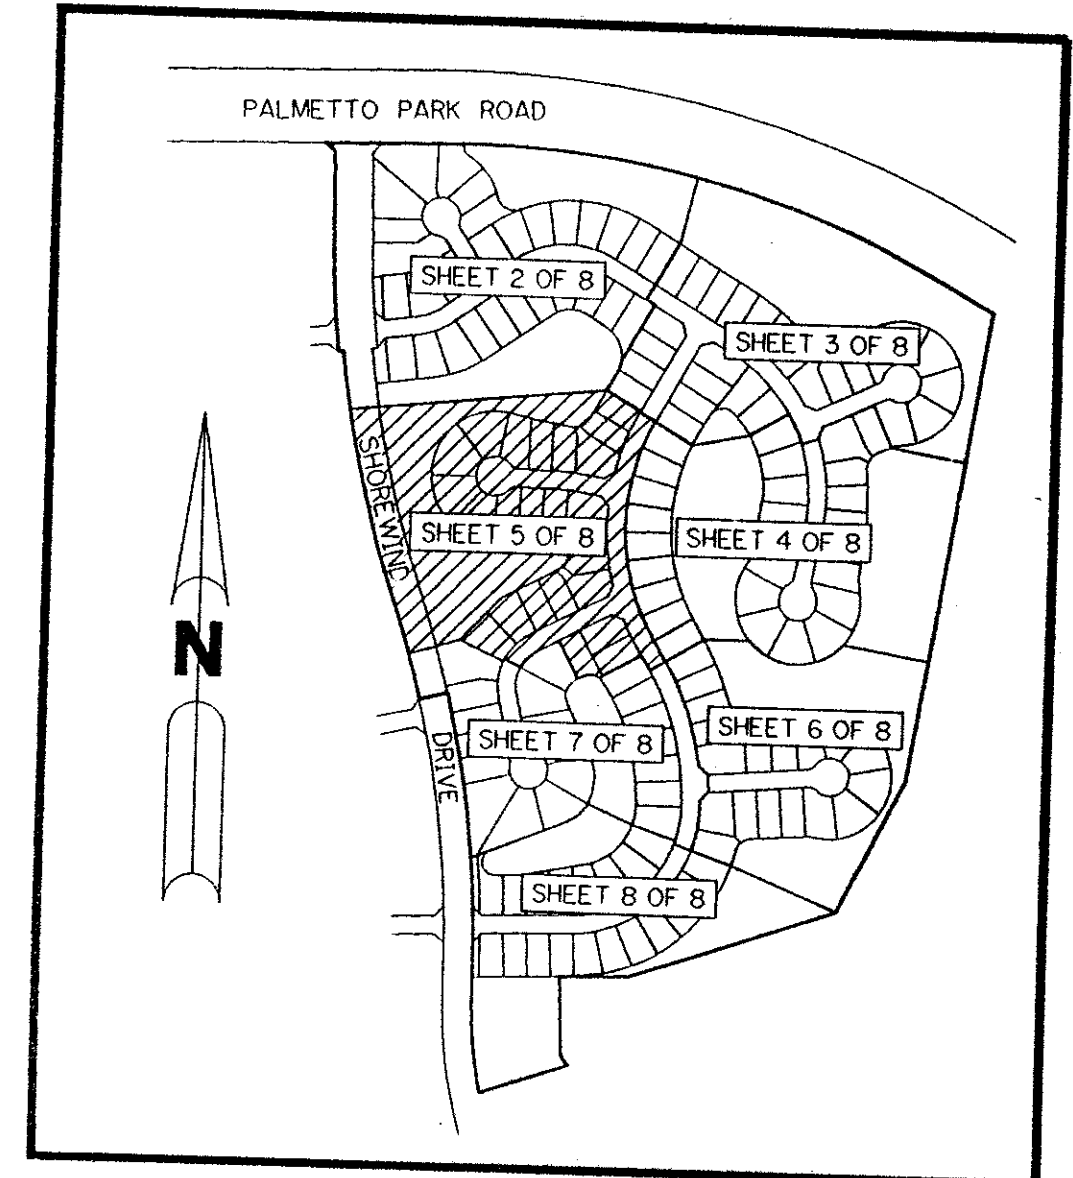 PALMETTO PARK ROAD
SHEET 2 OF 8
SHEET 3 OF 8
SHOREWIND
SHEET 5 OF 8
SHEET 4 OF 8
N
SHEET 6 OF 8
SHEET 7 OF 8
DRIVE
SHEET 8 OF 8